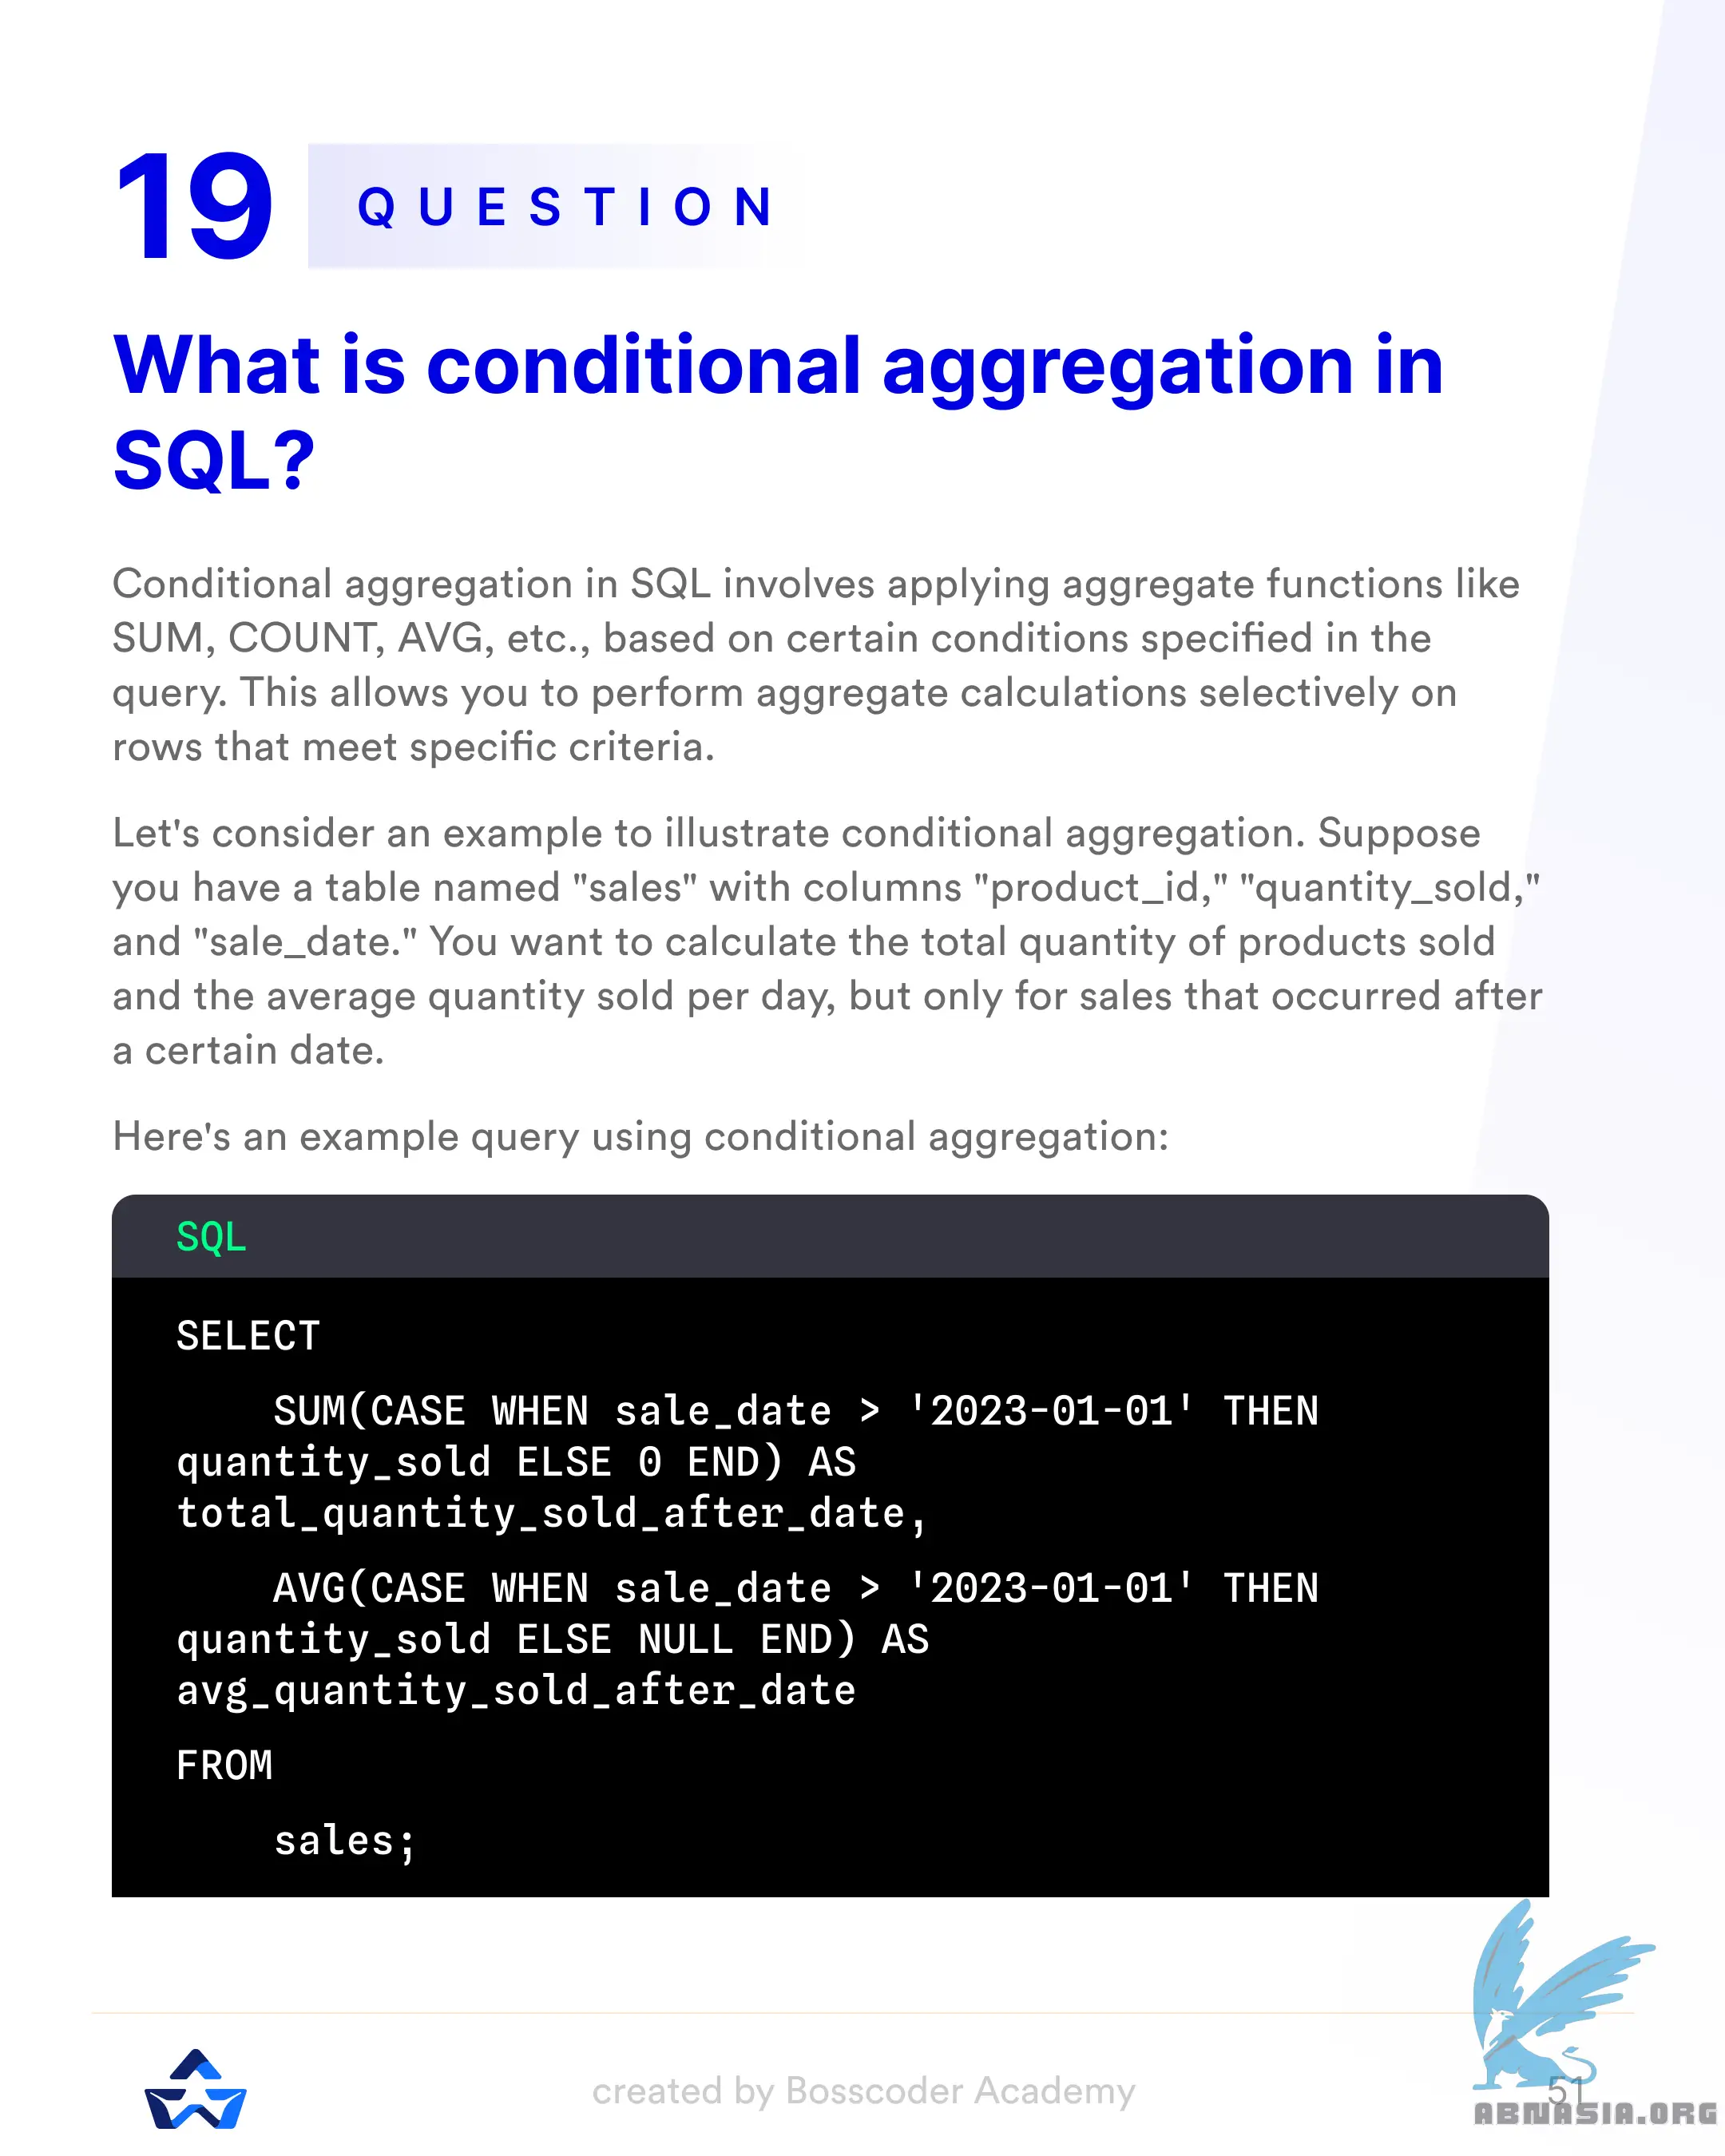 19 QUESTION
What is conditional aggregation in
SQL?
Conditional aggregation in SQL involves applying aggregate functions like
SUM, COUNT, AVG, etc., based on certain conditions specified in the
query. This allows you to perform aggregate calculations selectively on
rows that meet specific criteria.
Let's consider an example to illustrate conditional aggregation. Suppose
you have a table named "sales" with columns "product_id," "quantity_sold,"
and "sale_date." You want to calculate the total quantity of products sold
and the average quantity sold per day, but only for sales that occurred after
a certain date.
Here's an example query using conditional aggregation:
SQL
SELECT
SUM(CASE WHEN sale_date > '2023-01-01' THEN
quantity_sold ELSE 0 END) AS
total_quantity_sold_after_date,
AVG(CASE WHEN sale_date > '2023-01-01' THEN
quantity_sold ELSE NULL END) AS
avg_quantity_sold_after_date
FROM
sales;
created by Bosscoder Academy
51
ABNASIA.ORG